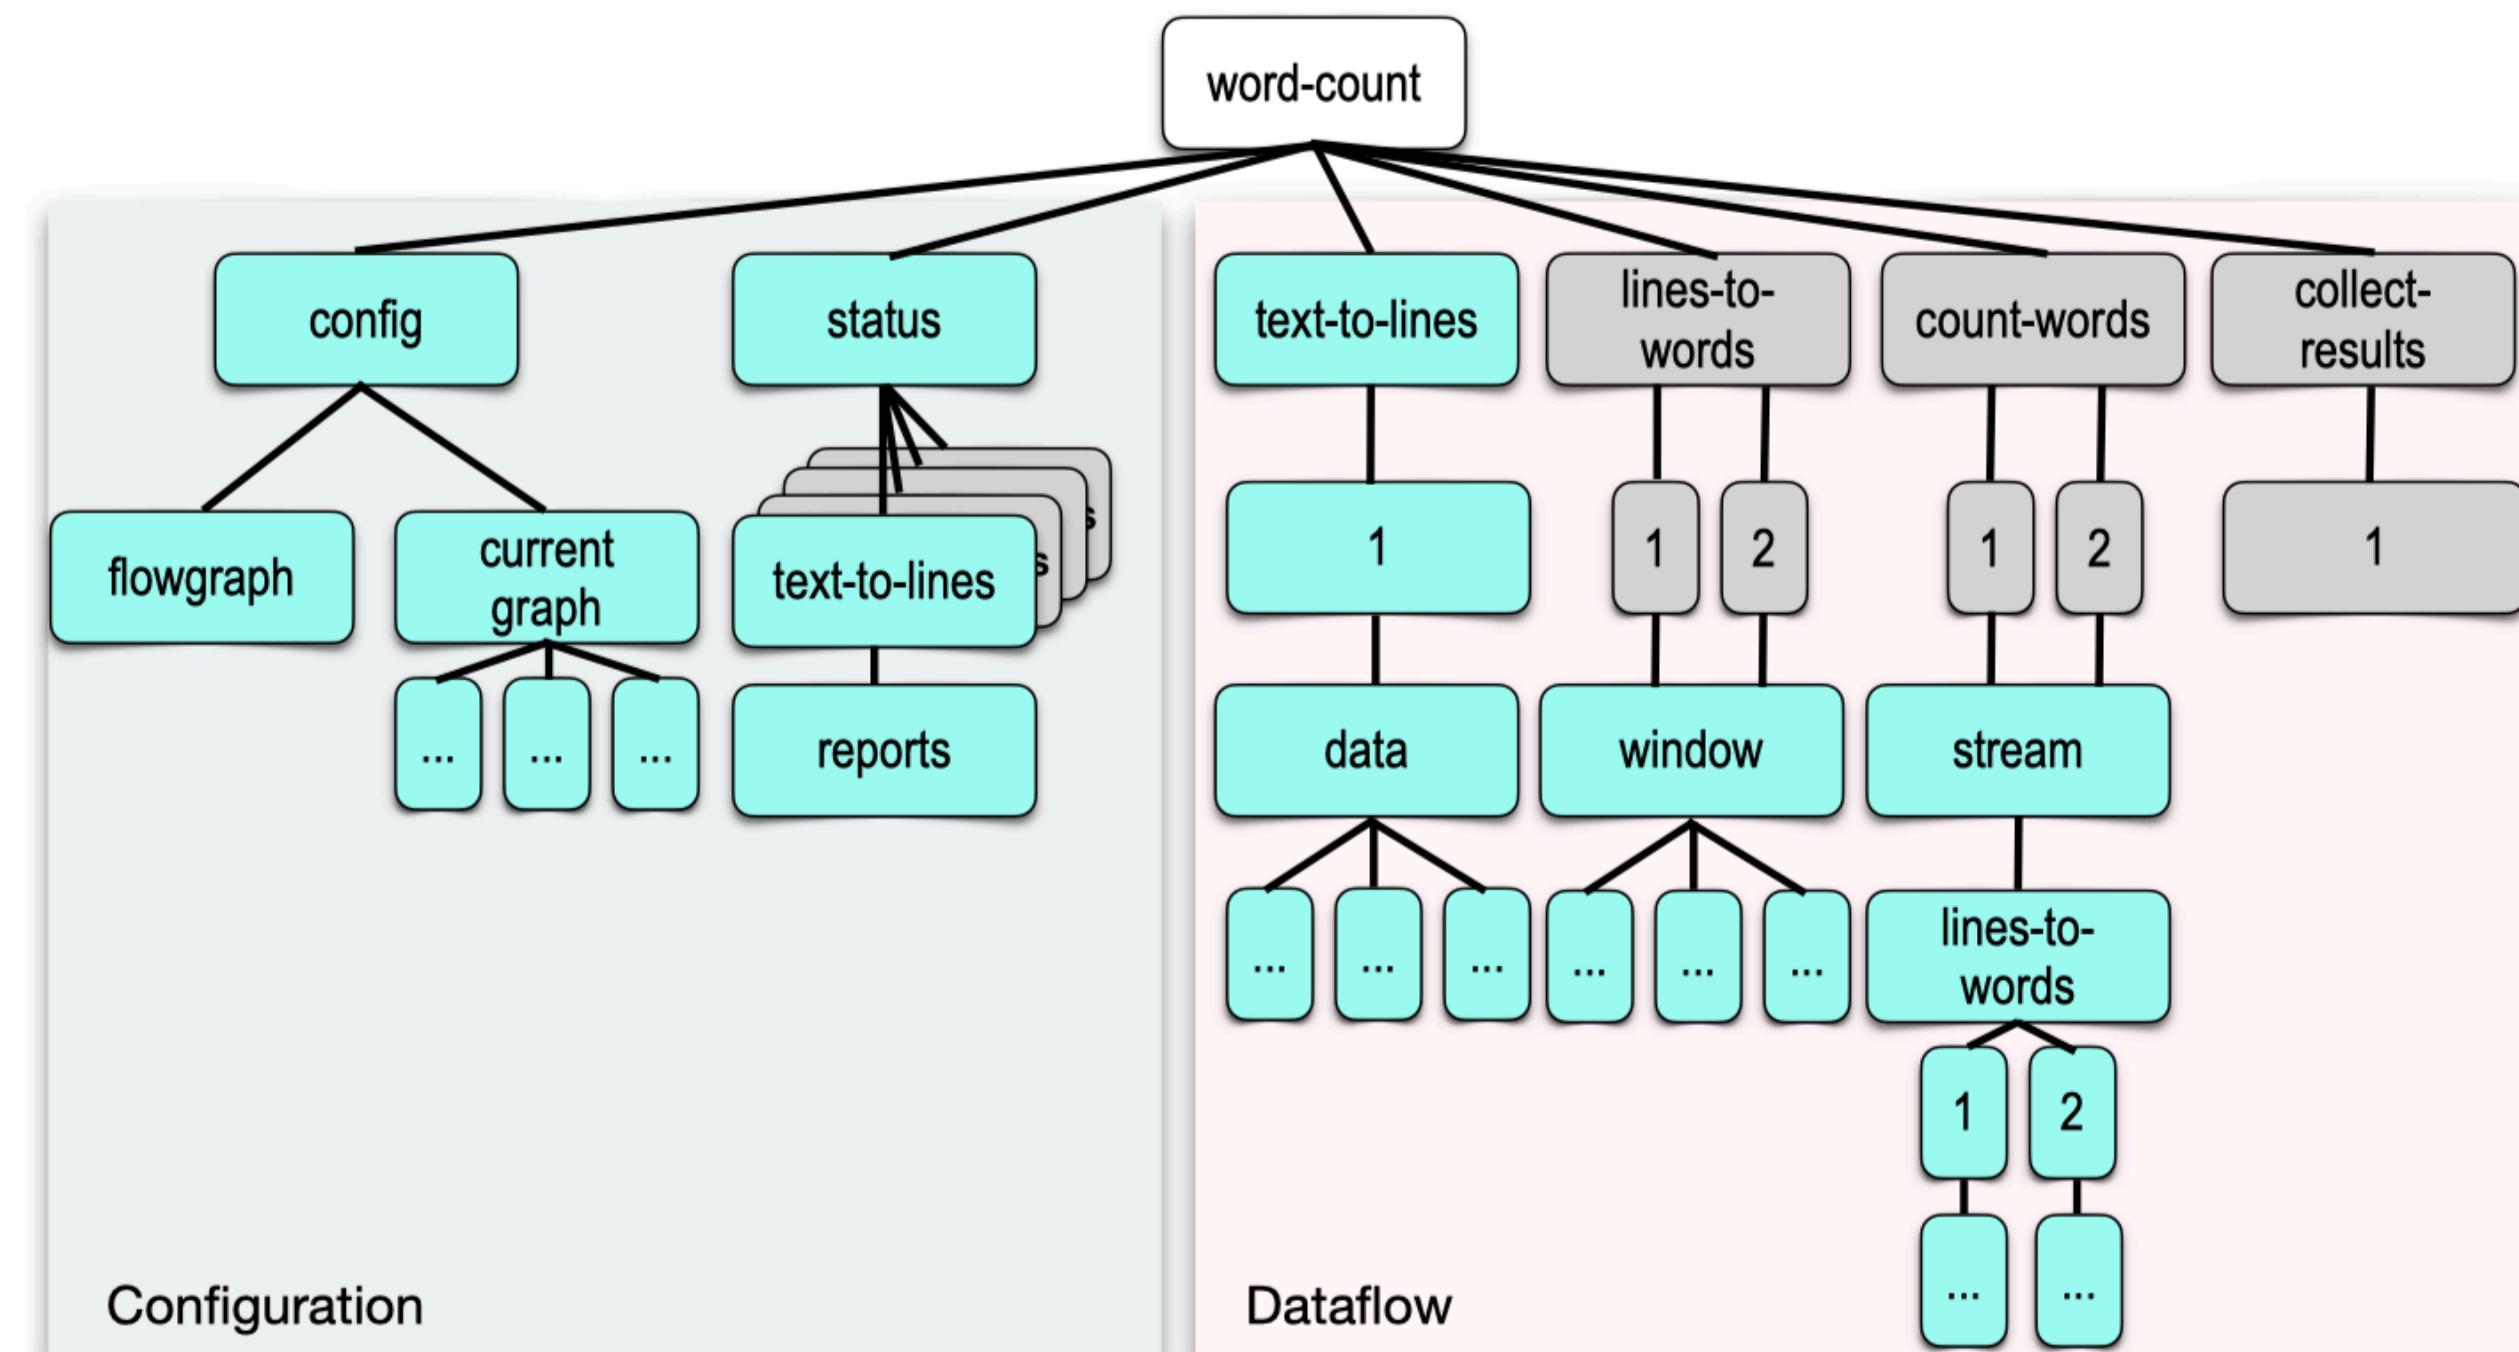 word-count
config
status
text-to-lines
lines-to-
words
count-words
collect-
results
flowgraph
current
graph
text-to-lines
s
s
1
1
2
1
2
1
...
...
...
reports
data
window
stream
...
...
...
...
...
...
lines-to-
words
1
2
...
...
Configuration
Dataflow